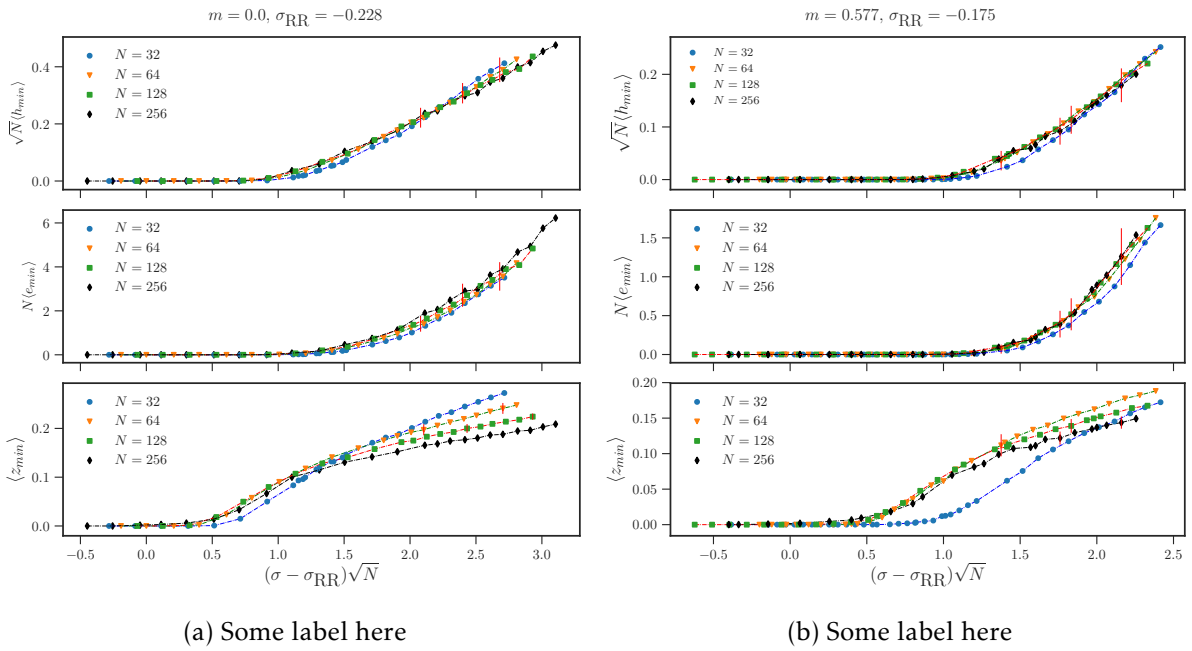 m = 0.0, σ_RR = −0.228
√N⟨h_min⟩
0.4
0.2
0.0
N = 32
N = 64
N = 128
N = 256
N⟨e_min⟩
6
4
2
0
N = 32
N = 64
N = 128
N = 256
⟨z_min⟩
0.2
0.1
0.0
N = 32
N = 64
N = 128
N = 256
−0.5 0.0 0.5 1.0 1.5 2.0 2.5 3.0
(σ − σ_RR)√N
(a) Some label here
m = 0.577, σ_RR = −0.175
√N⟨h_min⟩
0.2
0.1
0.0
N = 32
N = 64
N = 128
N = 256
N⟨e_min⟩
1.5
1.0
0.5
0.0
N = 32
N = 64
N = 128
N = 256
⟨z_min⟩
0.20
0.15
0.10
0.05
0.00
N = 32
N = 64
N = 128
N = 256
−0.5 0.0 0.5 1.0 1.5 2.0 2.5
(σ − σ_RR)√N
(b) Some label here